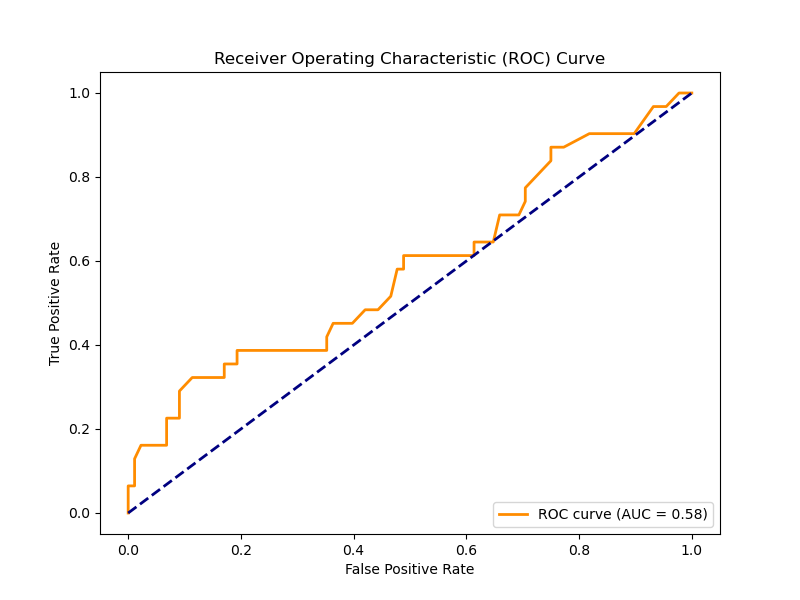 Receiver Operating Characteristic (ROC) Curve
True Positive Rate
1.0
0.8
0.6
0.4
0.2
0.0
ROC curve (AUC = 0.58)
0.0 0.2 0.4 0.6 0.8 1.0
False Positive Rate